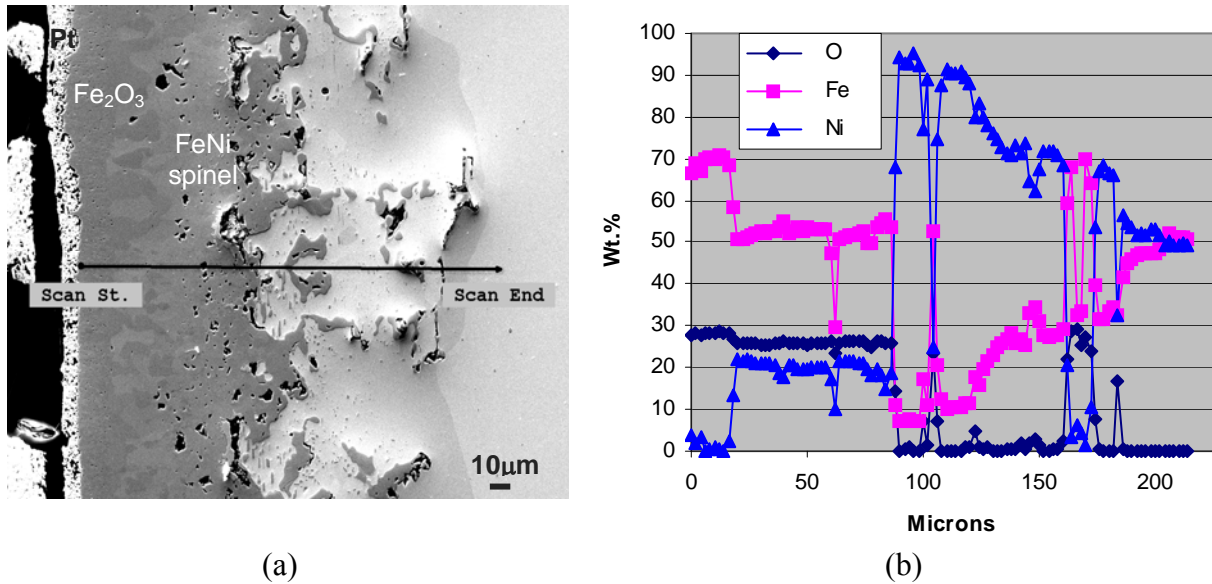 Pt
Fe₂O₃
FeNi
spinel
Scan St.
Scan End
10μm
(a)
100
90
80
70
60
50
40
30
20
10
0
Wt.%
O
Fe
Ni
0
50
100
150
200
Microns
(b)